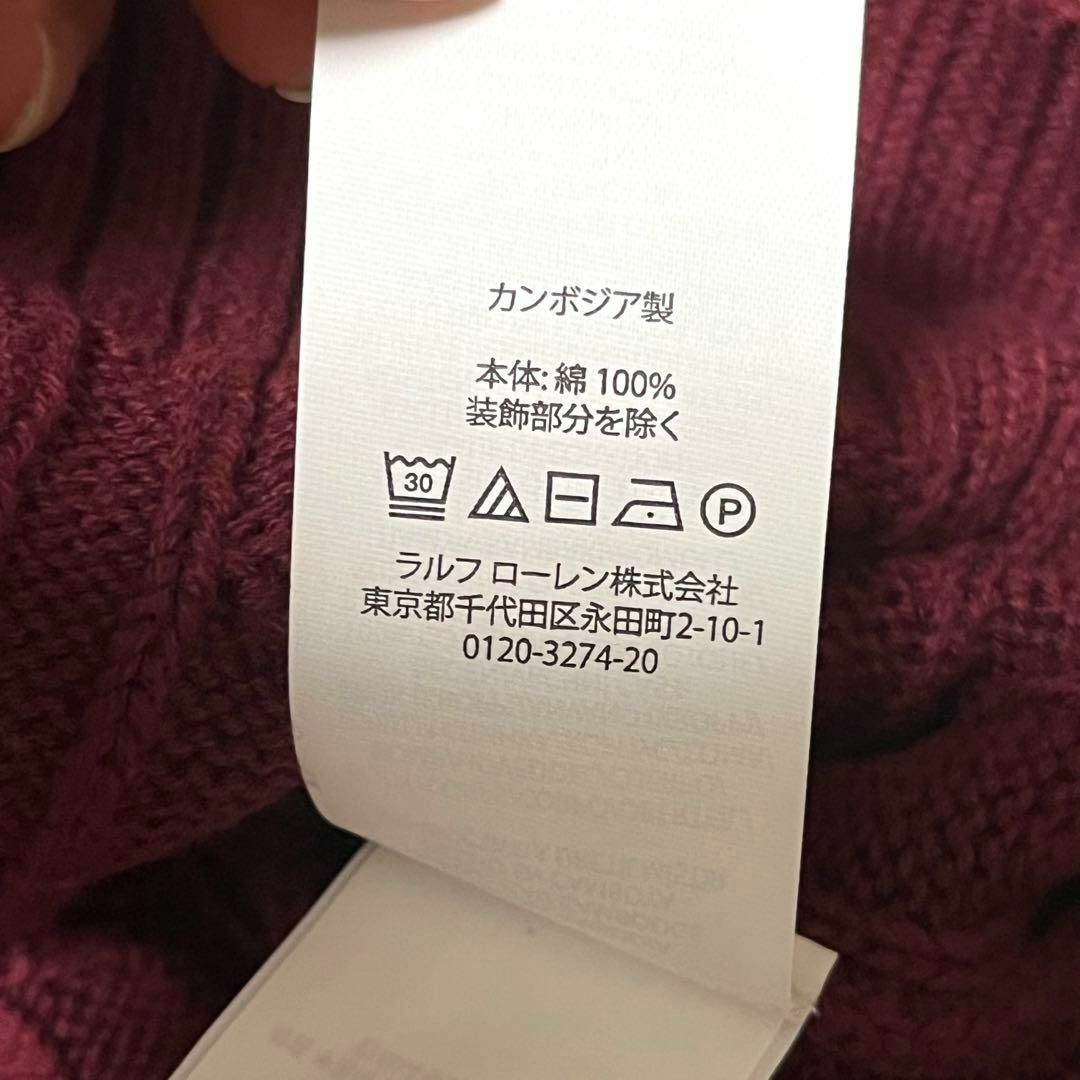 カンボジア製
本体: 綿 100%
装飾部分を除く
30
P
ラルフ ローレン株式会社
東京都千代田区永田町2-10-1
0120-3274-20